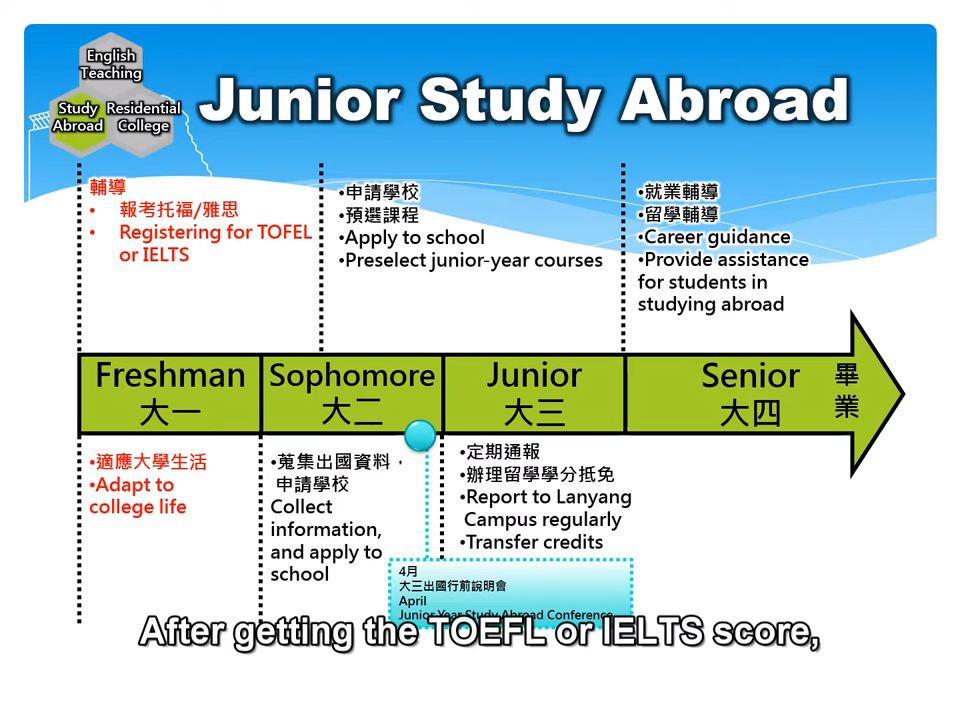 English
Teaching
Study
Abroad
Residential
College
Junior Study Abroad
輔導
• 報考托福/雅思
• Registering for TOFEL
or IELTS
•申請學校
•預選課程
•Apply to school
•Preselect junior-year courses
•就業輔導
•留學輔導
•Career guidance
•Provide assistance
for students in
studying abroad
Freshman
大一
Sophomore
大二
Junior
大三
Senior
大四
畢
業
•適應大學生活
•Adapt to
college life
•蒐集出國資料，
申請學校
Collect
information,
and apply to
school
•定期通報
•辦理留學學分抵免
•Report to Lanyang
Campus regularly
•Transfer credits
4月
大三出國行前說明會
April
Junior Year Study Abroad Conference
After getting the TOEFL or IELTS score,